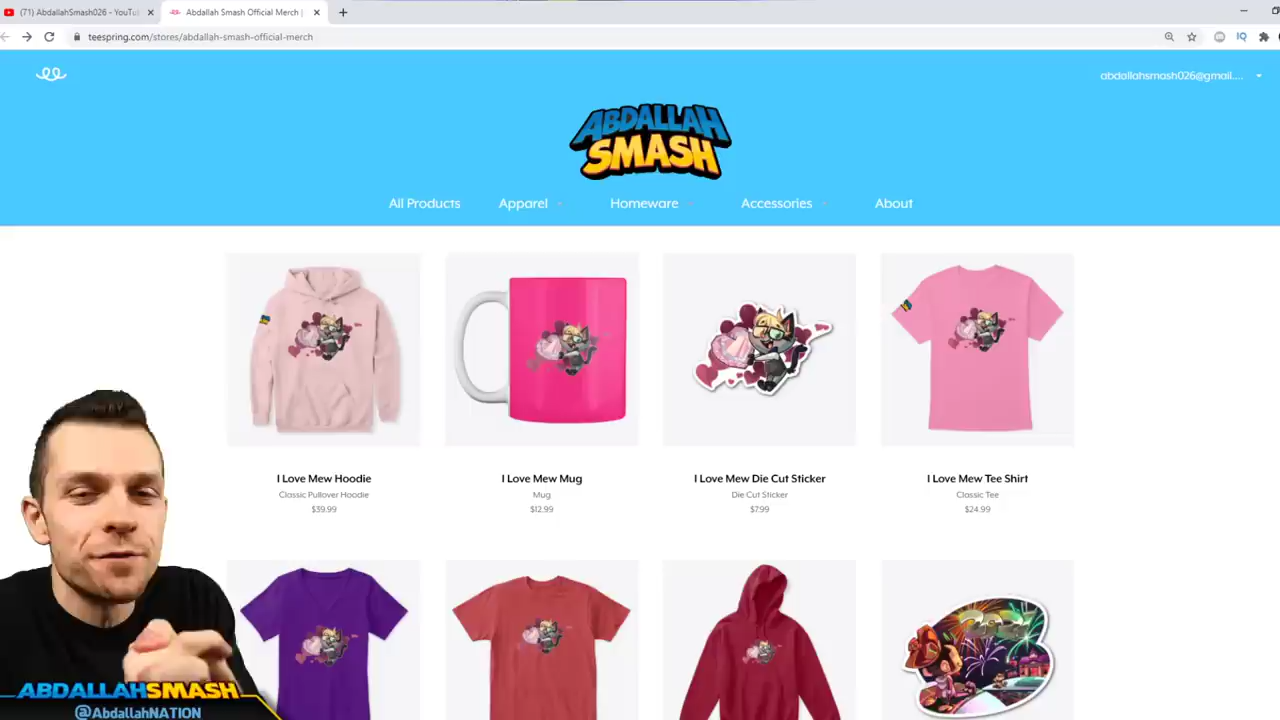 (71) AbdallahSmash026 - YouTu
Abdallah Smash Official Merch |
teespring.com/stores/abdallah-smash-official-merch
IQ
abdallahsmash026@gmail....
ABDALLAH
SMASH
All Products
Apparel
Homeware
Accessories
About
I Love Mew Hoodie
Classic Pullover Hoodie
$39.99
I Love Mew Mug
Mug
$12.99
I Love Mew Die Cut Sticker
Die Cut Sticker
$7.99
I Love Mew Tee Shirt
Classic Tee
$24.99
ABDALLAHSMASH
@AbdallahNATION